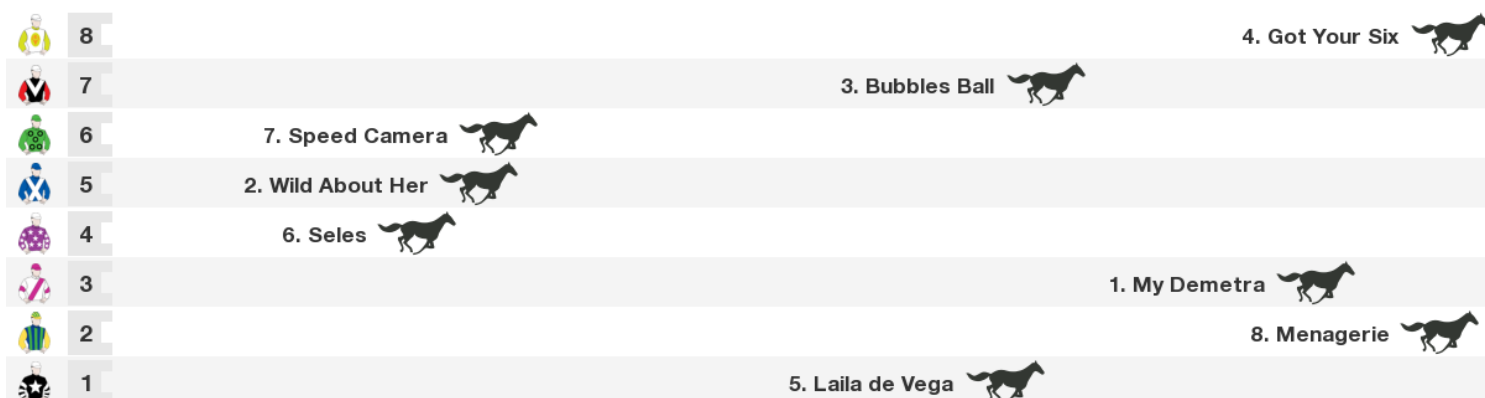 8 4. Got Your Six
7 3. Bubbles Ball
6 7. Speed Camera
5 2. Wild About Her
4 6. Seles
3 1. My Demetra
2 8. Menagerie
1 5. Laila de Vega